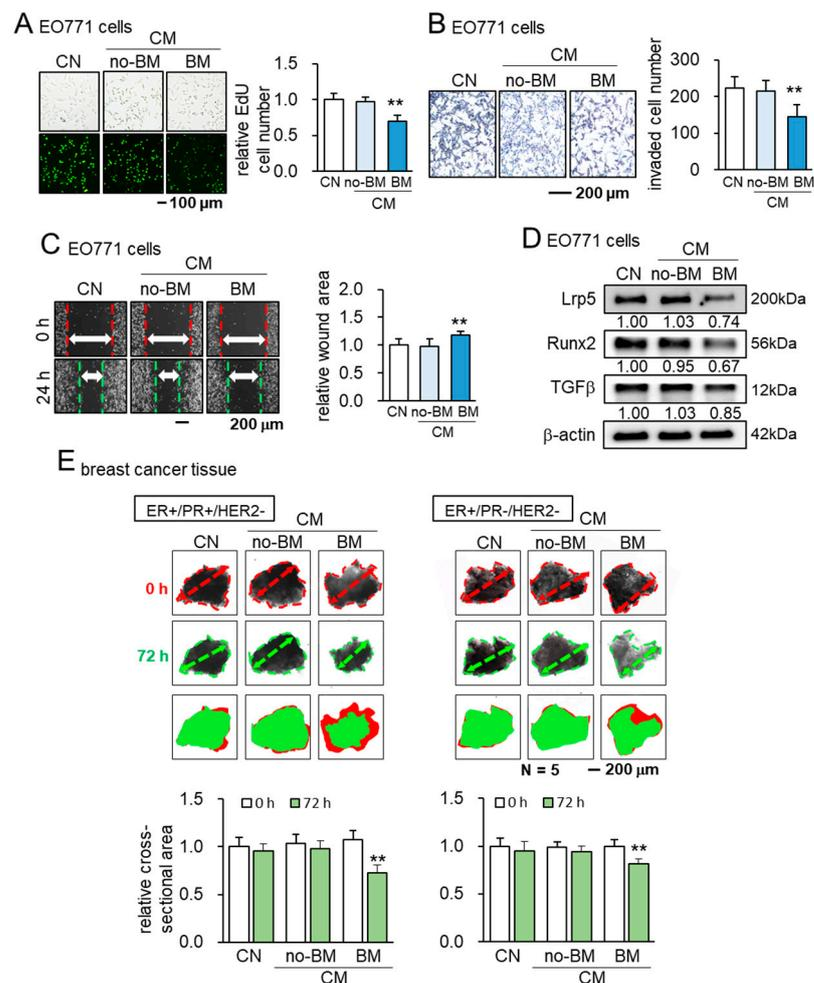 A EO771 cells
CM
CN no-BM BM
100 µm
relative EdU
cell number
1.5
1.0
0.5
0.0
**
CN no-BM BM
CM
B EO771 cells
CM
CN no-BM BM
200 µm
invaded cell number
300
200
100
0
**
CN no-BM BM
CM
C EO771 cells
CM
CN no-BM BM
0 h
24 h
200 µm
relative wound area
2.0
1.5
1.0
0.5
0.0
**
CN no-BM BM
CM
D EO771 cells
CM
CN no-BM BM
Lrp5 200kDa
1.00 1.03 0.74
Runx2 56kDa
1.00 0.95 0.67
TGFβ 12kDa
1.00 1.03 0.85
β-actin 42kDa
E breast cancer tissue
ER+/PR+/HER2-
CM
CN no-BM BM
0 h
72 h
ER+/PR-/HER2-
CM
CN no-BM BM
N = 5 200 µm
relative cross-
sectional area
1.5
1.0
0.5
0.0
0 h 72 h
**
CN no-BM BM
CM
1.5
1.0
0.5
0.0
0 h 72 h
**
CN no-BM BM
CM